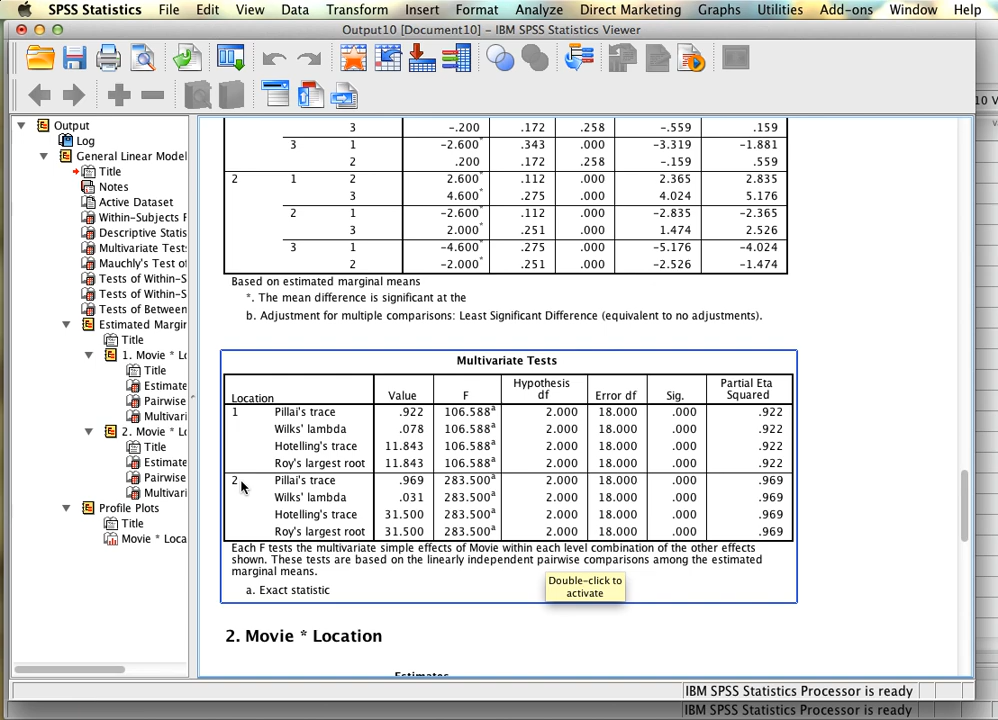 SPSS Statistics File Edit View Data Transform Insert Format Analyze Direct Marketing Graphs Utilities Add-ons Window Help
Output10 [Document10] – IBM SPSS Statistics Viewer
10 V
Output
Log
General Linear Model
Title
Notes
Active Dataset
Within-Subjects F
Descriptive Statis
Multivariate Test
Mauchly's Test of
Tests of Within-S
Tests of Within-S
Tests of Between
Estimated Margin
Title
1. Movie * Lo
Title
Estimate
Pairwise
Multivari
2. Movie * Lo
Title
Estimate
Pairwise
Multivari
Profile Plots
Title
Movie * Loca
3 -.200 .172 .258 -.559 .159
3 1 -2.600* .343 .000 -3.319 -1.881
2 .200 .172 .258 -.159 .559
2 1 2 2.600* .112 .000 2.365 2.835
3 4.600* .275 .000 4.024 5.176
2 1 -2.600* .112 .000 -2.835 -2.365
3 2.000* .251 .000 1.474 2.526
3 1 -4.600* .275 .000 -5.176 -4.024
2 -2.000* .251 .000 -2.526 -1.474
Based on estimated marginal means
*. The mean difference is significant at the
b. Adjustment for multiple comparisons: Least Significant Difference (equivalent to no adjustments).
Multivariate Tests
Location Value F Hypothesis df Error df Sig. Partial Eta Squared
1 Pillai's trace .922 106.588a 2.000 18.000 .000 .922
Wilks' lambda .078 106.588a 2.000 18.000 .000 .922
Hotelling's trace 11.843 106.588a 2.000 18.000 .000 .922
Roy's largest root 11.843 106.588a 2.000 18.000 .000 .922
2 Pillai's trace .969 283.500a 2.000 18.000 .000 .969
Wilks' lambda .031 283.500a 2.000 18.000 .000 .969
Hotelling's trace 31.500 283.500a 2.000 18.000 .000 .969
Roy's largest root 31.500 283.500a 2.000 18.000 .000 .969
Each F tests the multivariate simple effects of Movie within each level combination of the other effects
shown. These tests are based on the linearly independent pairwise comparisons among the estimated
marginal means.
a. Exact statistic
Double-click to
activate
2. Movie * Location
Estimates
IBM SPSS Statistics Processor is ready
IBM SPSS Statistics Processor is ready